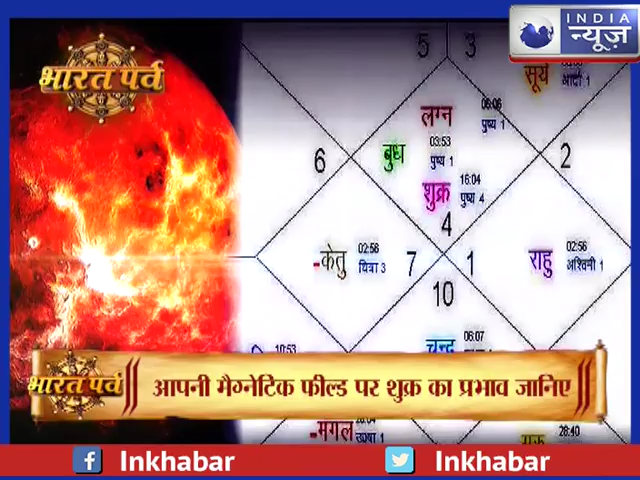 INDIA
न्यूज़
भारत पर्व
5
3
सूर्य
आर्द्रा 1
लग्न
06:06
पुष्य 1
बुध
03:53
पुष्य 1
6
2
शुक्र
16:04
पुष्य 4
4
-केतु
02:56
चित्रा 3
7
1
राहु
02:56
अश्विनी 1
10
चन्द्र
06:07
10:53
भारत पर्व
आपनी मैग्नेटिक फील्ड पर शुक्र का प्रभाव जानिए
-मंगल
28:40
Inkhabar
Inkhabar